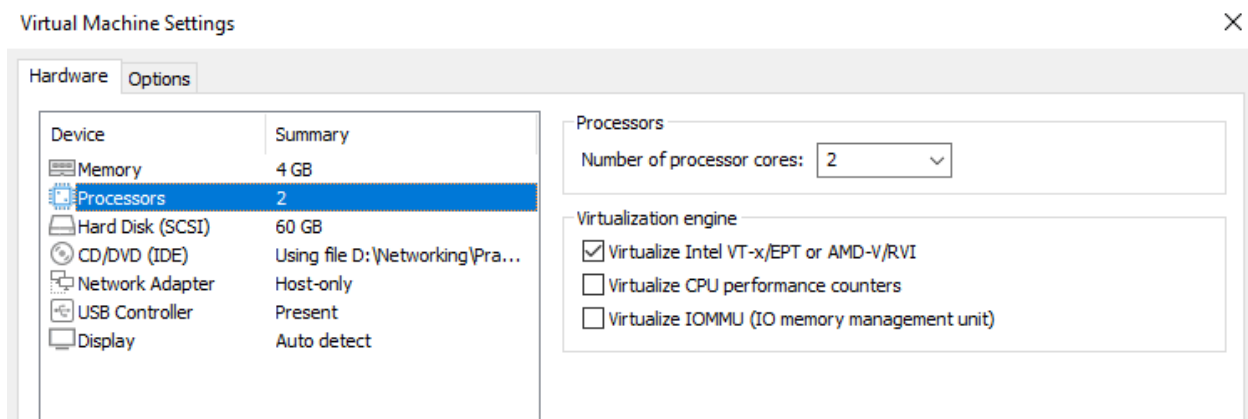 Virtual Machine Settings
Hardware Options
Device Summary
Memory 4 GB
Processors 2
Hard Disk (SCSI) 60 GB
CD/DVD (IDE) Using file D:\Networking\Pra...
Network Adapter Host-only
USB Controller Present
Display Auto detect
Processors
Number of processor cores: 2
Virtualization engine
Virtualize Intel VT-x/EPT or AMD-V/RVI
Virtualize CPU performance counters
Virtualize IOMMU (IO memory management unit)